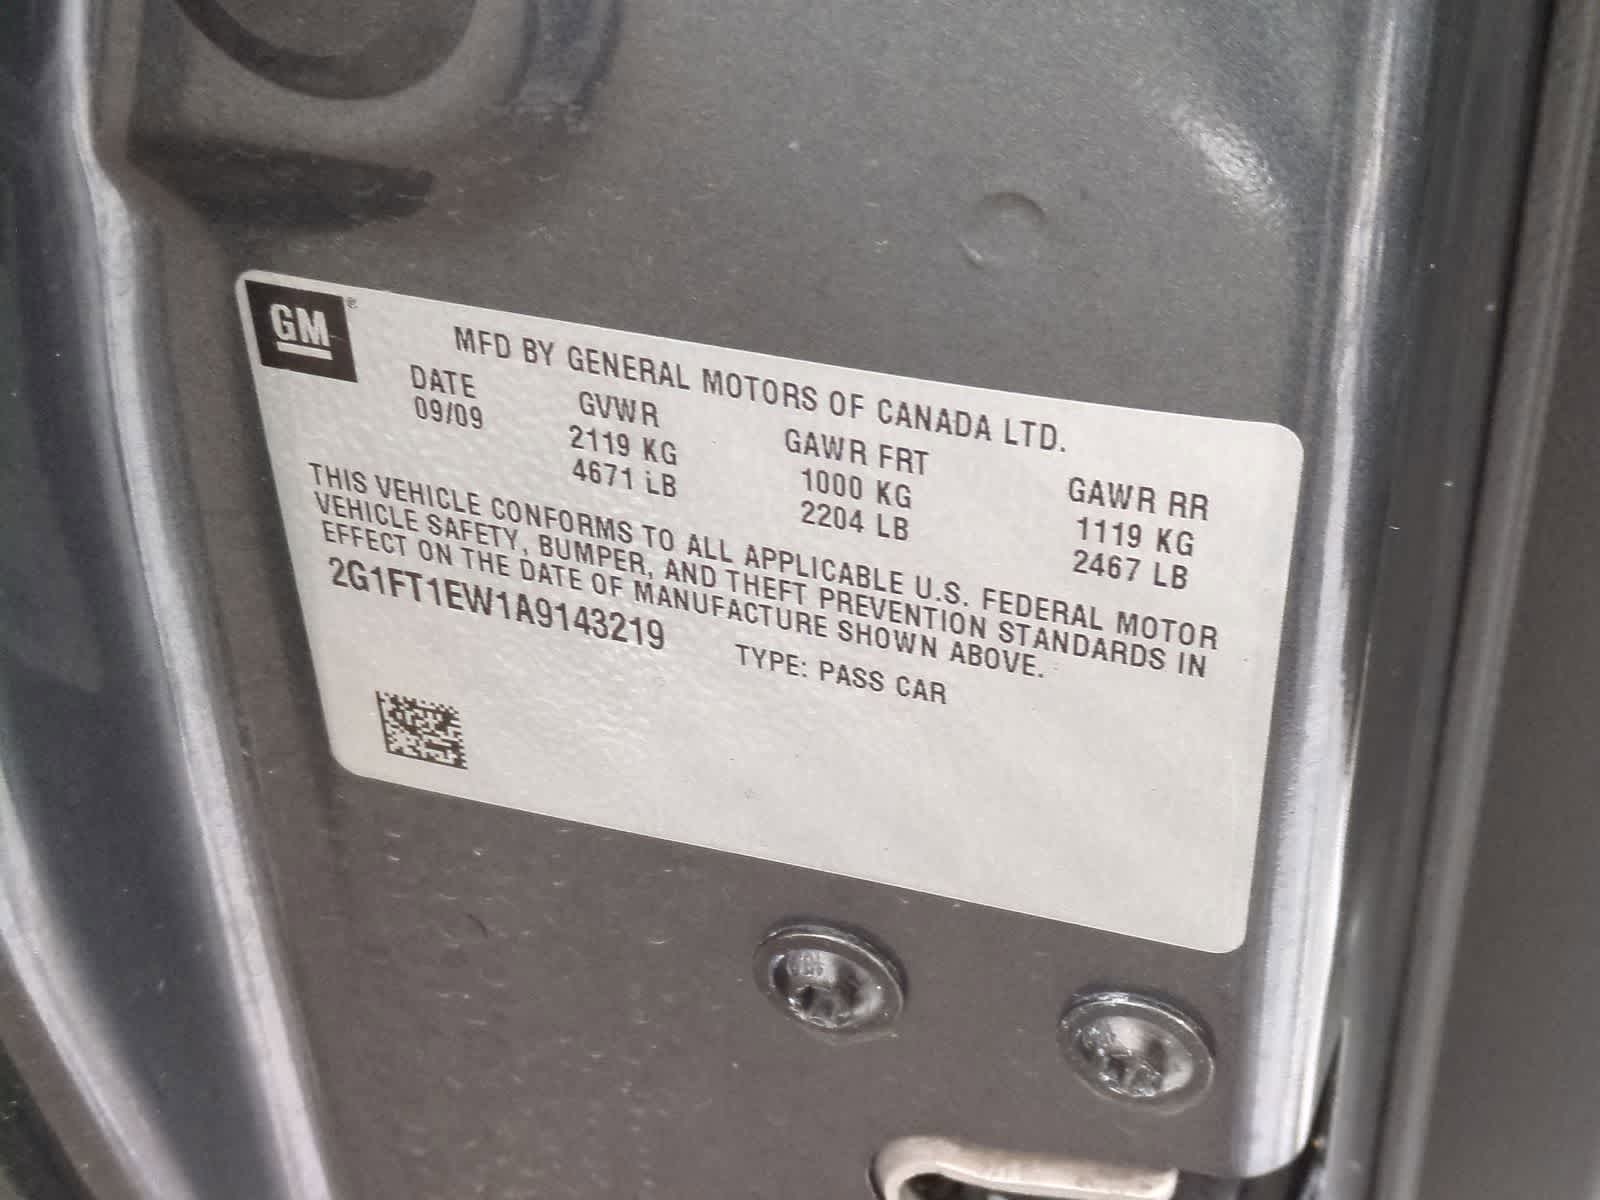 GM ®
MFD BY GENERAL MOTORS OF CANADA LTD.
DATE GVWR GAWR FRT GAWR RR
09/09 2119 KG 1000 KG 1119 KG
4671 LB 2204 LB 2467 LB
THIS VEHICLE CONFORMS TO ALL APPLICABLE U.S. FEDERAL MOTOR
VEHICLE SAFETY, BUMPER, AND THEFT PREVENTION STANDARDS IN
EFFECT ON THE DATE OF MANUFACTURE SHOWN ABOVE.
2G1FT1EW1A9143219 TYPE: PASS CAR